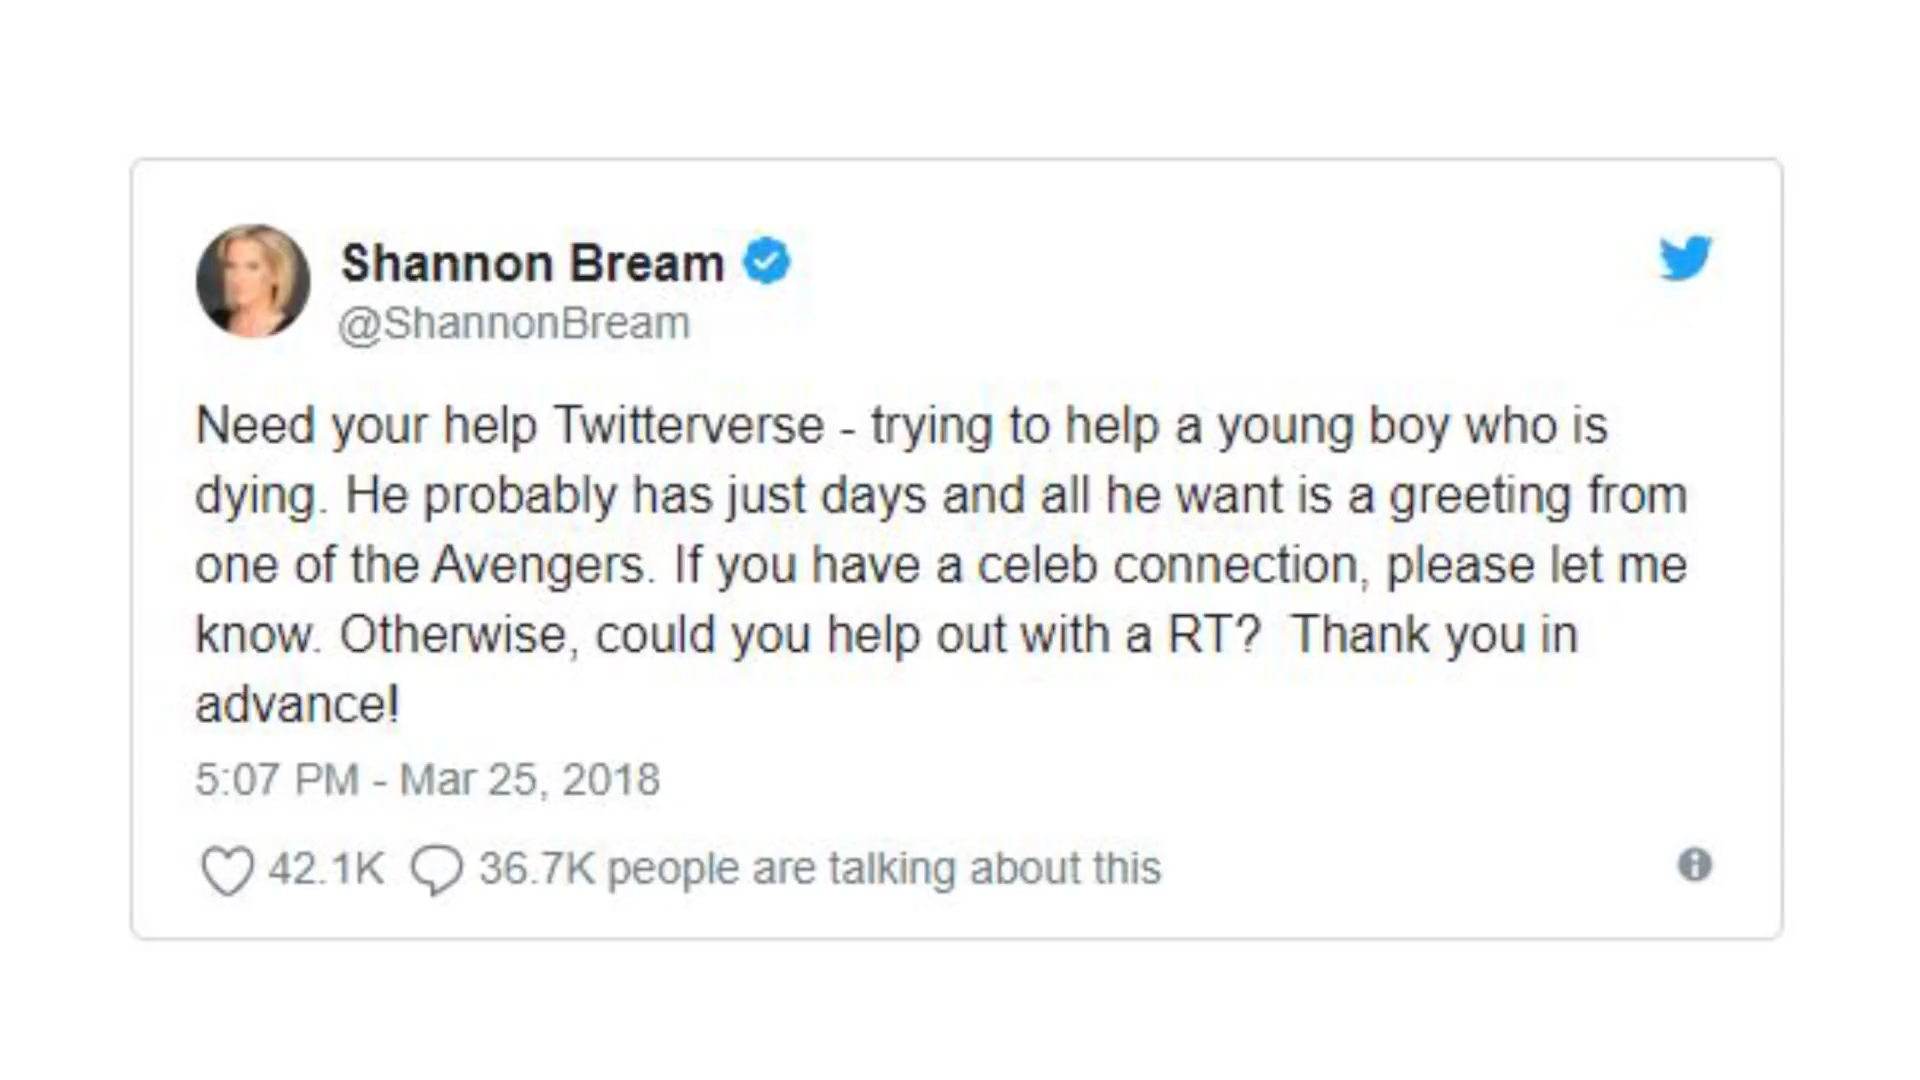 Shannon Bream
@ShannonBream
Need your help Twitterverse - trying to help a young boy who is
dying. He probably has just days and all he want is a greeting from
one of the Avengers. If you have a celeb connection, please let me
know. Otherwise, could you help out with a RT?  Thank you in
advance!
5:07 PM - Mar 25, 2018
42.1K 36.7K people are talking about this